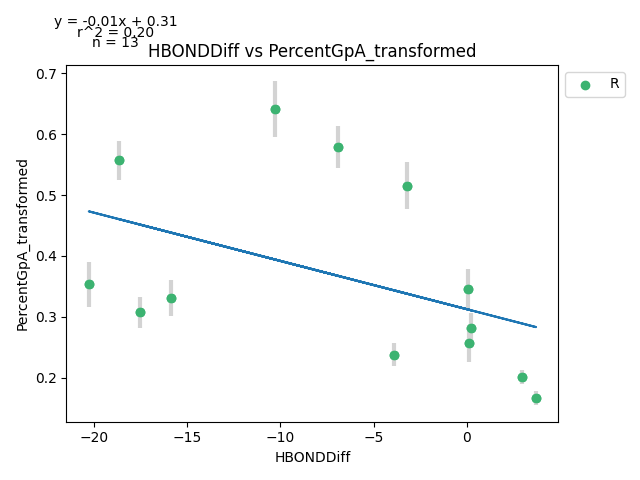 y = -0.01x + 0.31
r^2 = 0.20
n = 13
HBONDDiff vs PercentGpA_transformed
R
PercentGpA_transformed
0.7
0.6
0.5
0.4
0.3
0.2
−20
−15
−10
−5
0
HBONDDiff